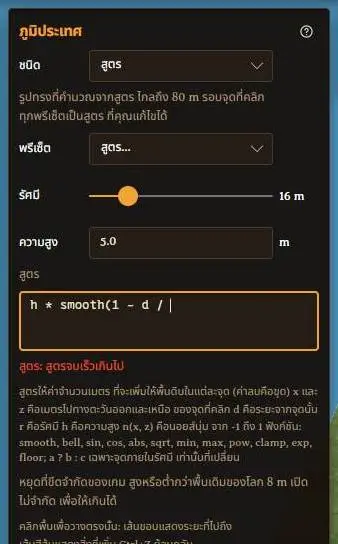 ภูมิประเทศ
ชนิด สูตร
รูปทรงที่คำนวณจากสูตร ไกลถึง 80 m รอบจุดที่คลิก
ทุกพรีเซ็ตเป็นสูตร ที่คุณแก้ไขได้
พรีเซ็ต สูตร...
รัศมี 16 m
ความสูง 5.0 m
สูตร
h * smooth(1 - d /
สูตร: สูตรจบเร็วเกินไป
สูตรให้ค่าจำนวนเมตร ที่จะเพิ่มให้พื้นดินในแต่ละจุด (ค่าลบคือขุด) x และ
z คือเมตรไปทางตะวันออกและเหนือ ของจุดที่คลิก d คือระยะจากจุดนั้น
r คือรัศมี h คือความสูง n(x, z) คือนอยส์นุ่ม จาก -1 ถึง 1 ฟังก์ชัน:
smooth, bell, sin, cos, abs, sqrt, min, max, pow, clamp, exp,
floor; a ? b : c เฉพาะจุดภายในรัศมี เท่านั้นที่เปลี่ยน
หยุดที่ขีดจำกัดของเกม สูงหรือต่ำกว่าพื้นเดิมของโลก 8 m เปิด
ไม่จำกัด เพื่อให้เกินได้
คลิกพื้นเพื่อวางตรงนั้น: เส้นขอบแสดงระยะที่ไปถึง